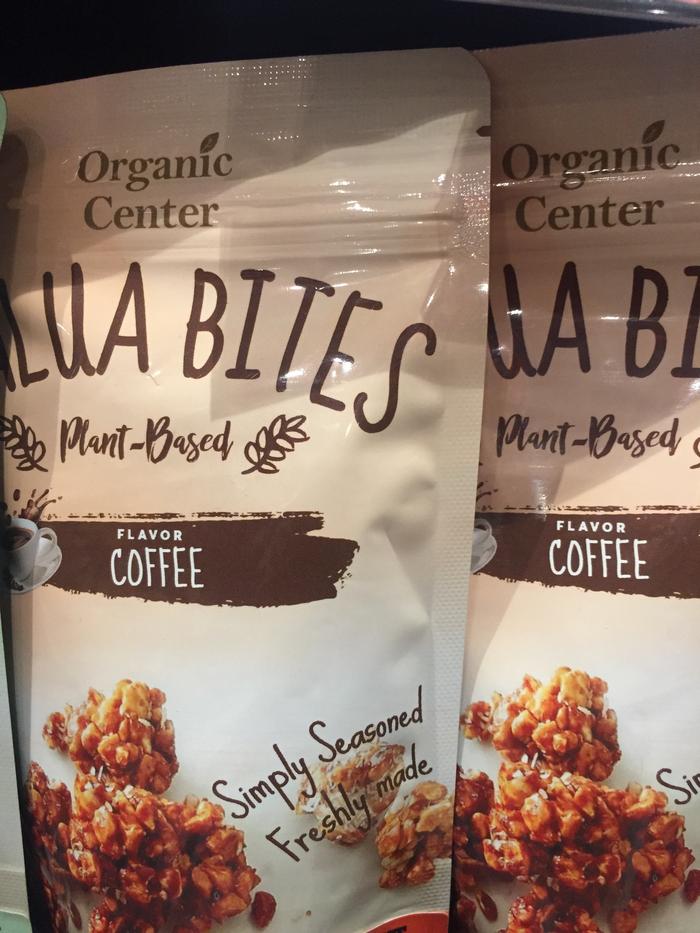 Organic
Center
LUA BITES
Plant-Based
FLAVOR
COFFEE
Simply Seasoned
Freshly made
Organic
Center
UA BI
Plant-Based
FLAVOR
COFFEE
Sim